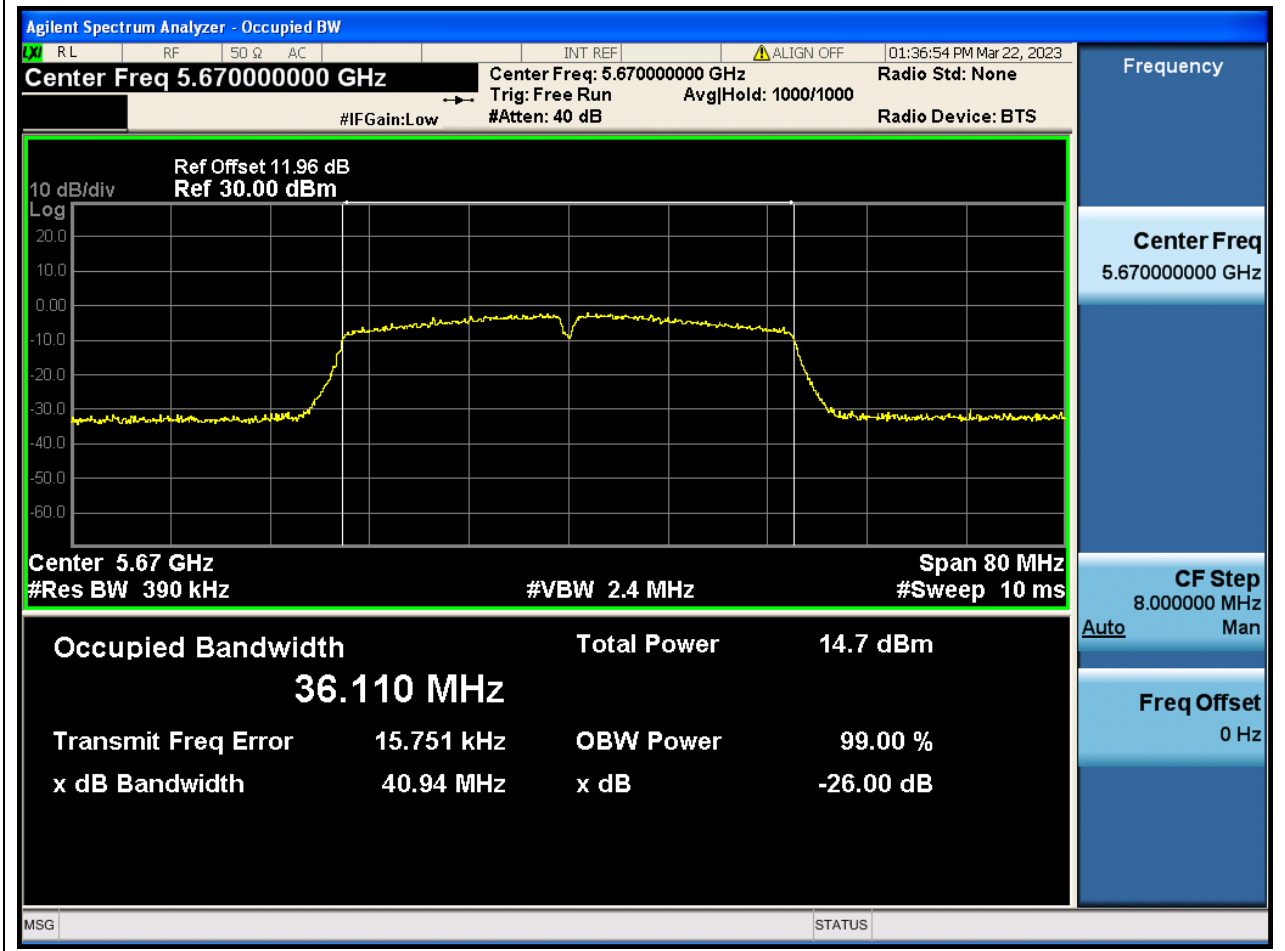 Agilent Spectrum Analyzer - Occupied BW
LXI RL RF 50 Ω AC INT REF ALIGN OFF 01:36:54 PM Mar 22, 2023
Center Freq 5.670000000 GHz
Center Freq: 5.670000000 GHz
Radio Std: None
Trig: Free Run Avg|Hold: 1000/1000
#IFGain:Low
#Atten: 40 dB
Radio Device: BTS
Ref Offset 11.96 dB
10 dB/div Ref 30.00 dBm
Log
20.0
10.0
0.00
-10.0
-20.0
-30.0
-40.0
-50.0
-60.0
Center 5.67 GHz Span 80 MHz
#Res BW 390 kHz #VBW 2.4 MHz #Sweep 10 ms
Occupied Bandwidth Total Power 14.7 dBm
36.110 MHz
Transmit Freq Error 15.751 kHz OBW Power 99.00 %
x dB Bandwidth 40.94 MHz x dB -26.00 dB
MSG STATUS
Frequency
Center Freq
5.670000000 GHz
CF Step
8.000000 MHz
Auto Man
Freq Offset
0 Hz